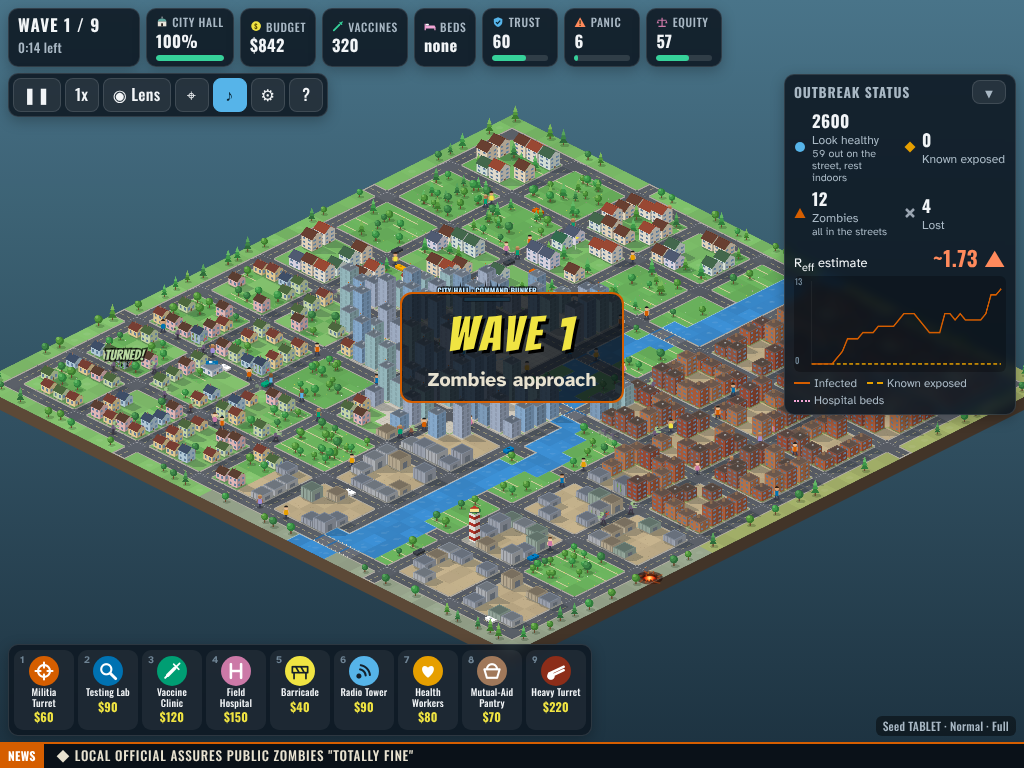 WAVE 1 / 9
0:14 left
CITY HALL
100%
BUDGET
$842
VACCINES
320
BEDS
none
TRUST
60
PANIC
6
EQUITY
57
1x
Lens
?
OUTBREAK STATUS
2600
Look healthy
59 out on the
street, rest
indoors
0
Known exposed
12
Zombies
all in the streets
4
Lost
Reff estimate
~1.73
13
0
Infected
Known exposed
Hospital beds
CITY HALL · COMMAND BUNKER
TURNED!
WAVE 1
Zombies approach
1
Militia
Turret
$60
2
Testing Lab
$90
3
Vaccine
Clinic
$120
4
Field
Hospital
$150
5
Barricade
$40
6
Radio Tower
$90
7
Health
Workers
$80
8
Mutual-Aid
Pantry
$70
9
Heavy Turret
$220
Seed TABLET · Normal · Full
NEWS
LOCAL OFFICIAL ASSURES PUBLIC ZOMBIES "TOTALLY FINE"